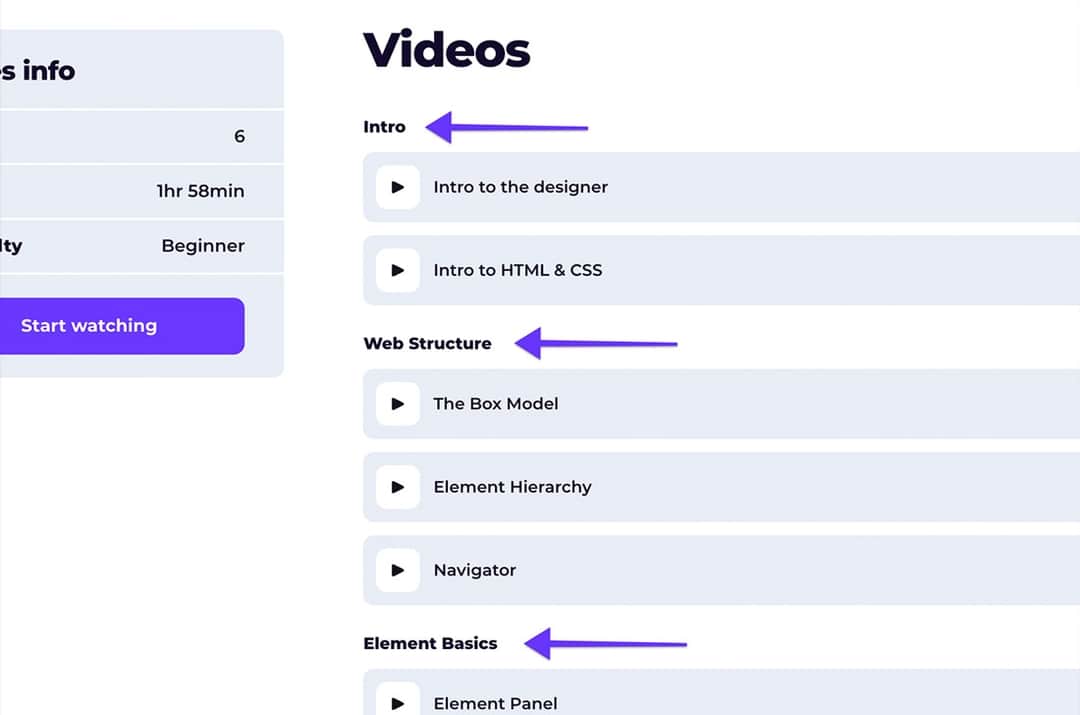 s info
6
1hr 58min
lty
Beginner
Start watching
Videos
Intro
Intro to the designer
Intro to HTML & CSS
Web Structure
The Box Model
Element Hierarchy
Navigator
Element Basics
Element Panel